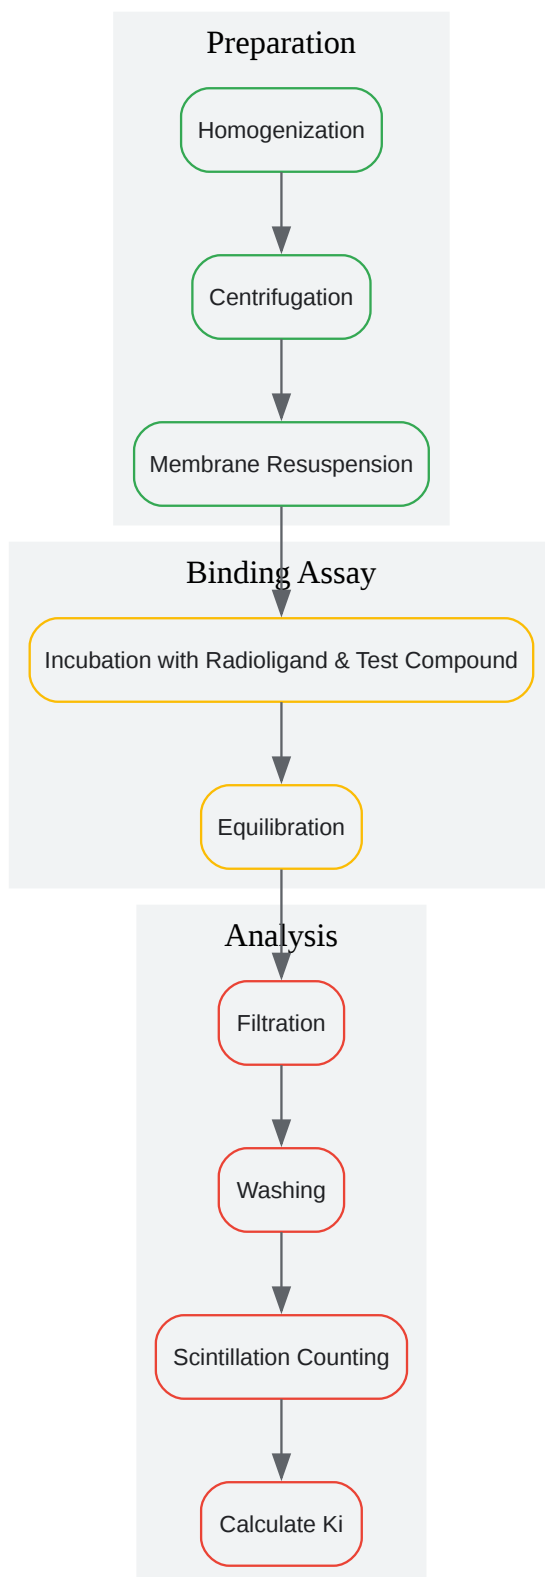 Preparation
Homogenization
Centrifugation
Membrane Resuspension
Binding Assay
Incubation with Radioligand & Test Compound
Equilibration
Analysis
Filtration
Washing
Scintillation Counting
Calculate Ki